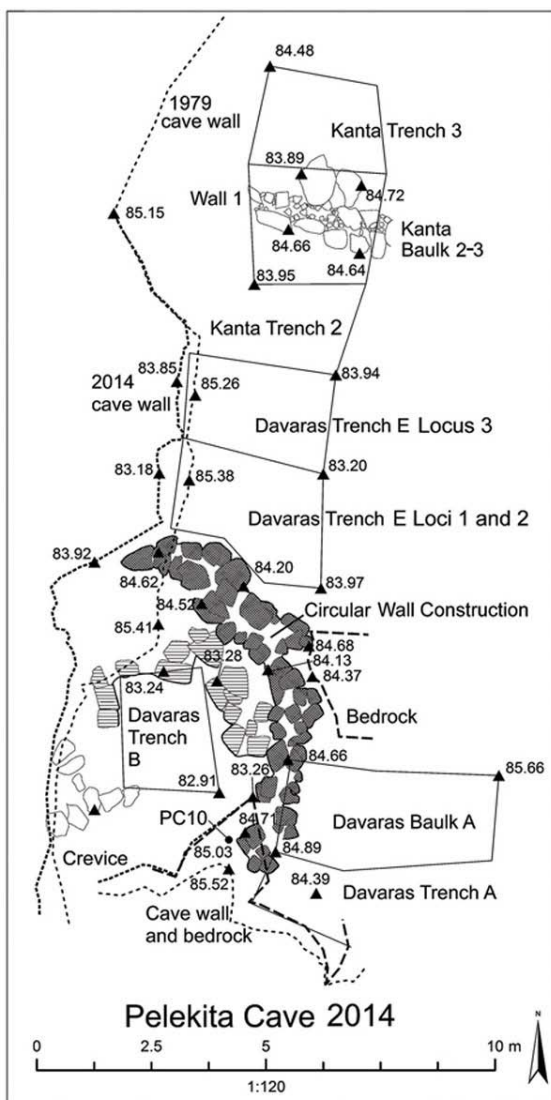 84.48
1979
cave wall
Kanta Trench 3
83.89
84.72
Wall 1
85.15
84.66
Kanta
Baulk 2-3
84.64
83.95
Kanta Trench 2
83.85
83.94
2014
cave wall
85.26
Davaras Trench E Locus 3
83.18
83.20
85.38
Davaras Trench E Loci 1 and 2
83.92
84.20
84.62
83.97
84.52
Circular Wall Construction
85.41
84.68
83.28
84.13
83.24
84.37
Davaras
Trench
B
Bedrock
84.66
83.26
85.66
82.91
PC10
84.71
Davaras Baulk A
85.03
Crevice
84.89
85.52
84.39
Davaras Trench A
Cave wall
and bedrock
Pelekita Cave 2014
N
0 2.5 5 10 m
1:120